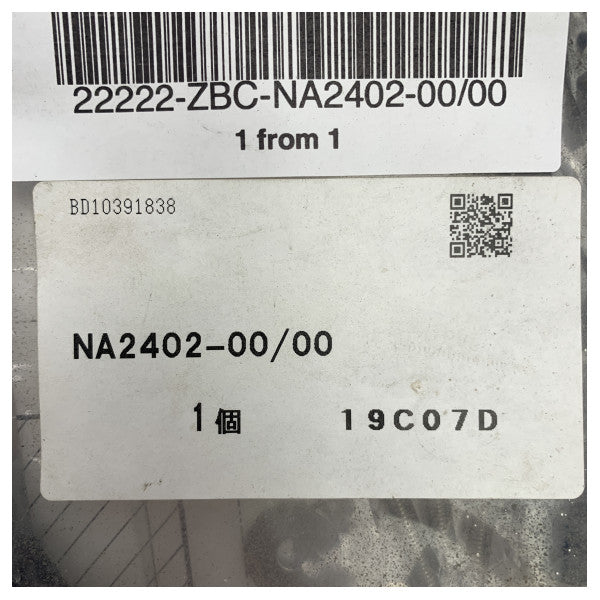 22222-ZBC-NA2402-00/00
1 from 1
BD10391838
NA2402-00/00
1個 19C07D